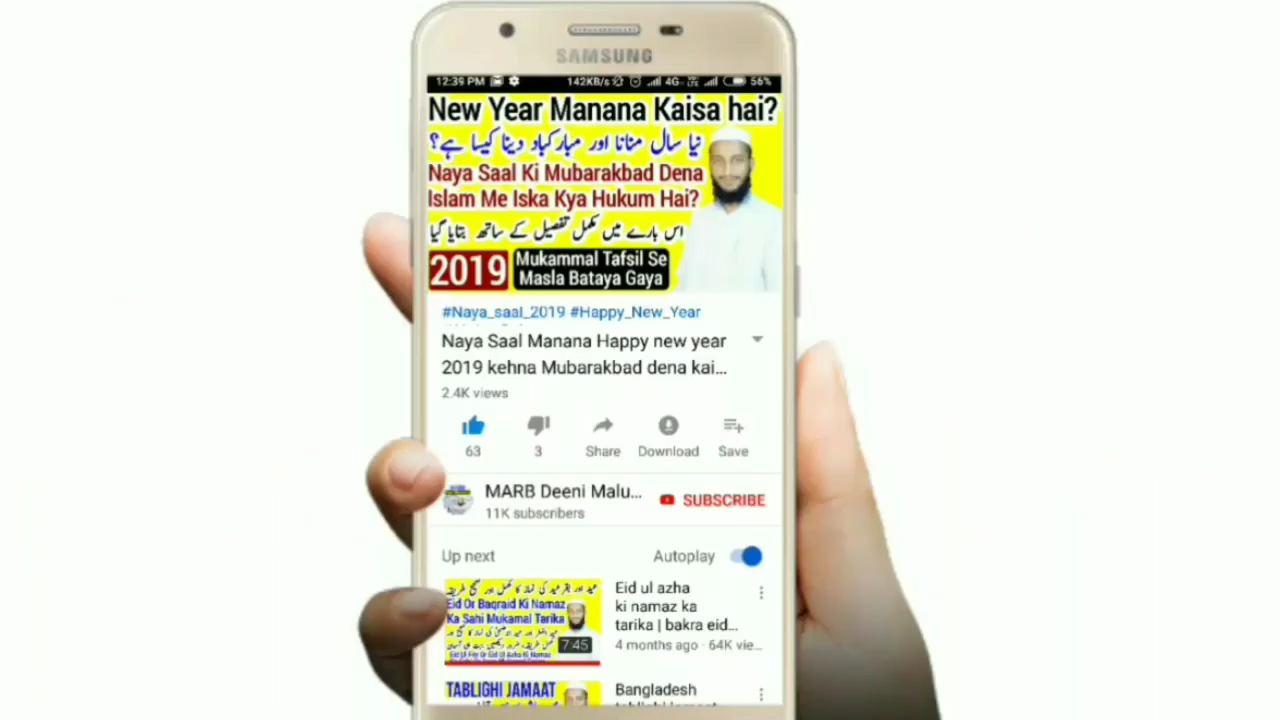 SAMSUNG
12:39 PM 142KB/s 4G 56%
New Year Manana Kaisa hai?
نیا سال منانا اور مبارکباد دینا کیسا ہے؟
Naya Saal Ki Mubarakbad Dena
Islam Me Iska Kya Hukum Hai?
اس بارے میں مکمل تفصیل کے ساتھ بتایا گیا
2019
Mukammal Tafsil Se
Masla Bataya Gaya
#Naya_saal_2019 #Happy_New_Year
Naya Saal Manana Happy new year
2019 kehna Mubarakbad dena kai...
2.4K views
63 3 Share Download Save
MARB Deeni Malu...
SUBSCRIBE
11K subscribers
Up next Autoplay
Eid Or Baqraid Ki Namaz
Ka Sahi Mukamal Tarika
7:45
Eid ul azha
ki namaz ka
tarika | bakra eid...
4 months ago · 64K vie...
TABLIGHI JAMAAT
Bangladesh